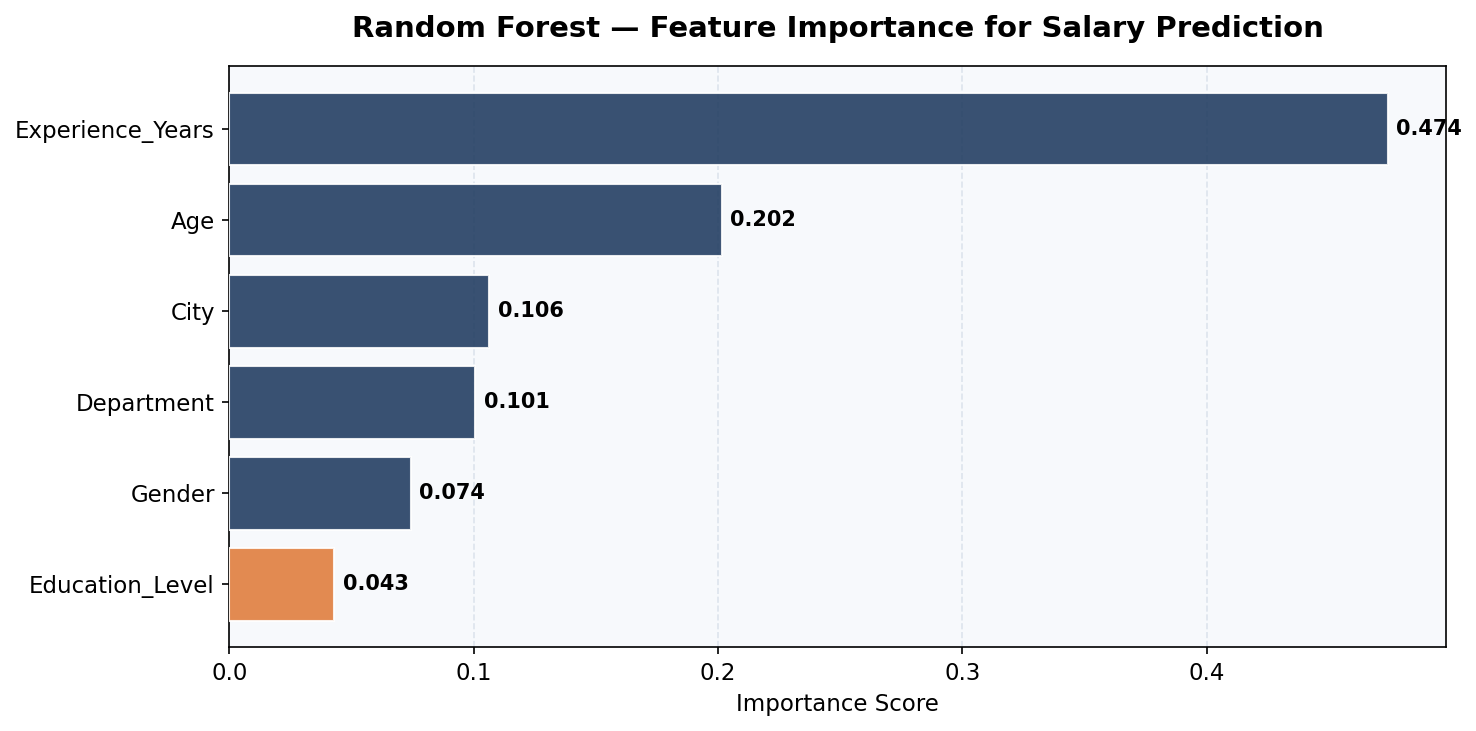 Random Forest — Feature Importance for Salary Prediction
Experience_Years
0.474
Age
0.202
City
0.106
Department
0.101
Gender
0.074
Education_Level
0.043
0.0 0.1 0.2 0.3 0.4
Importance Score